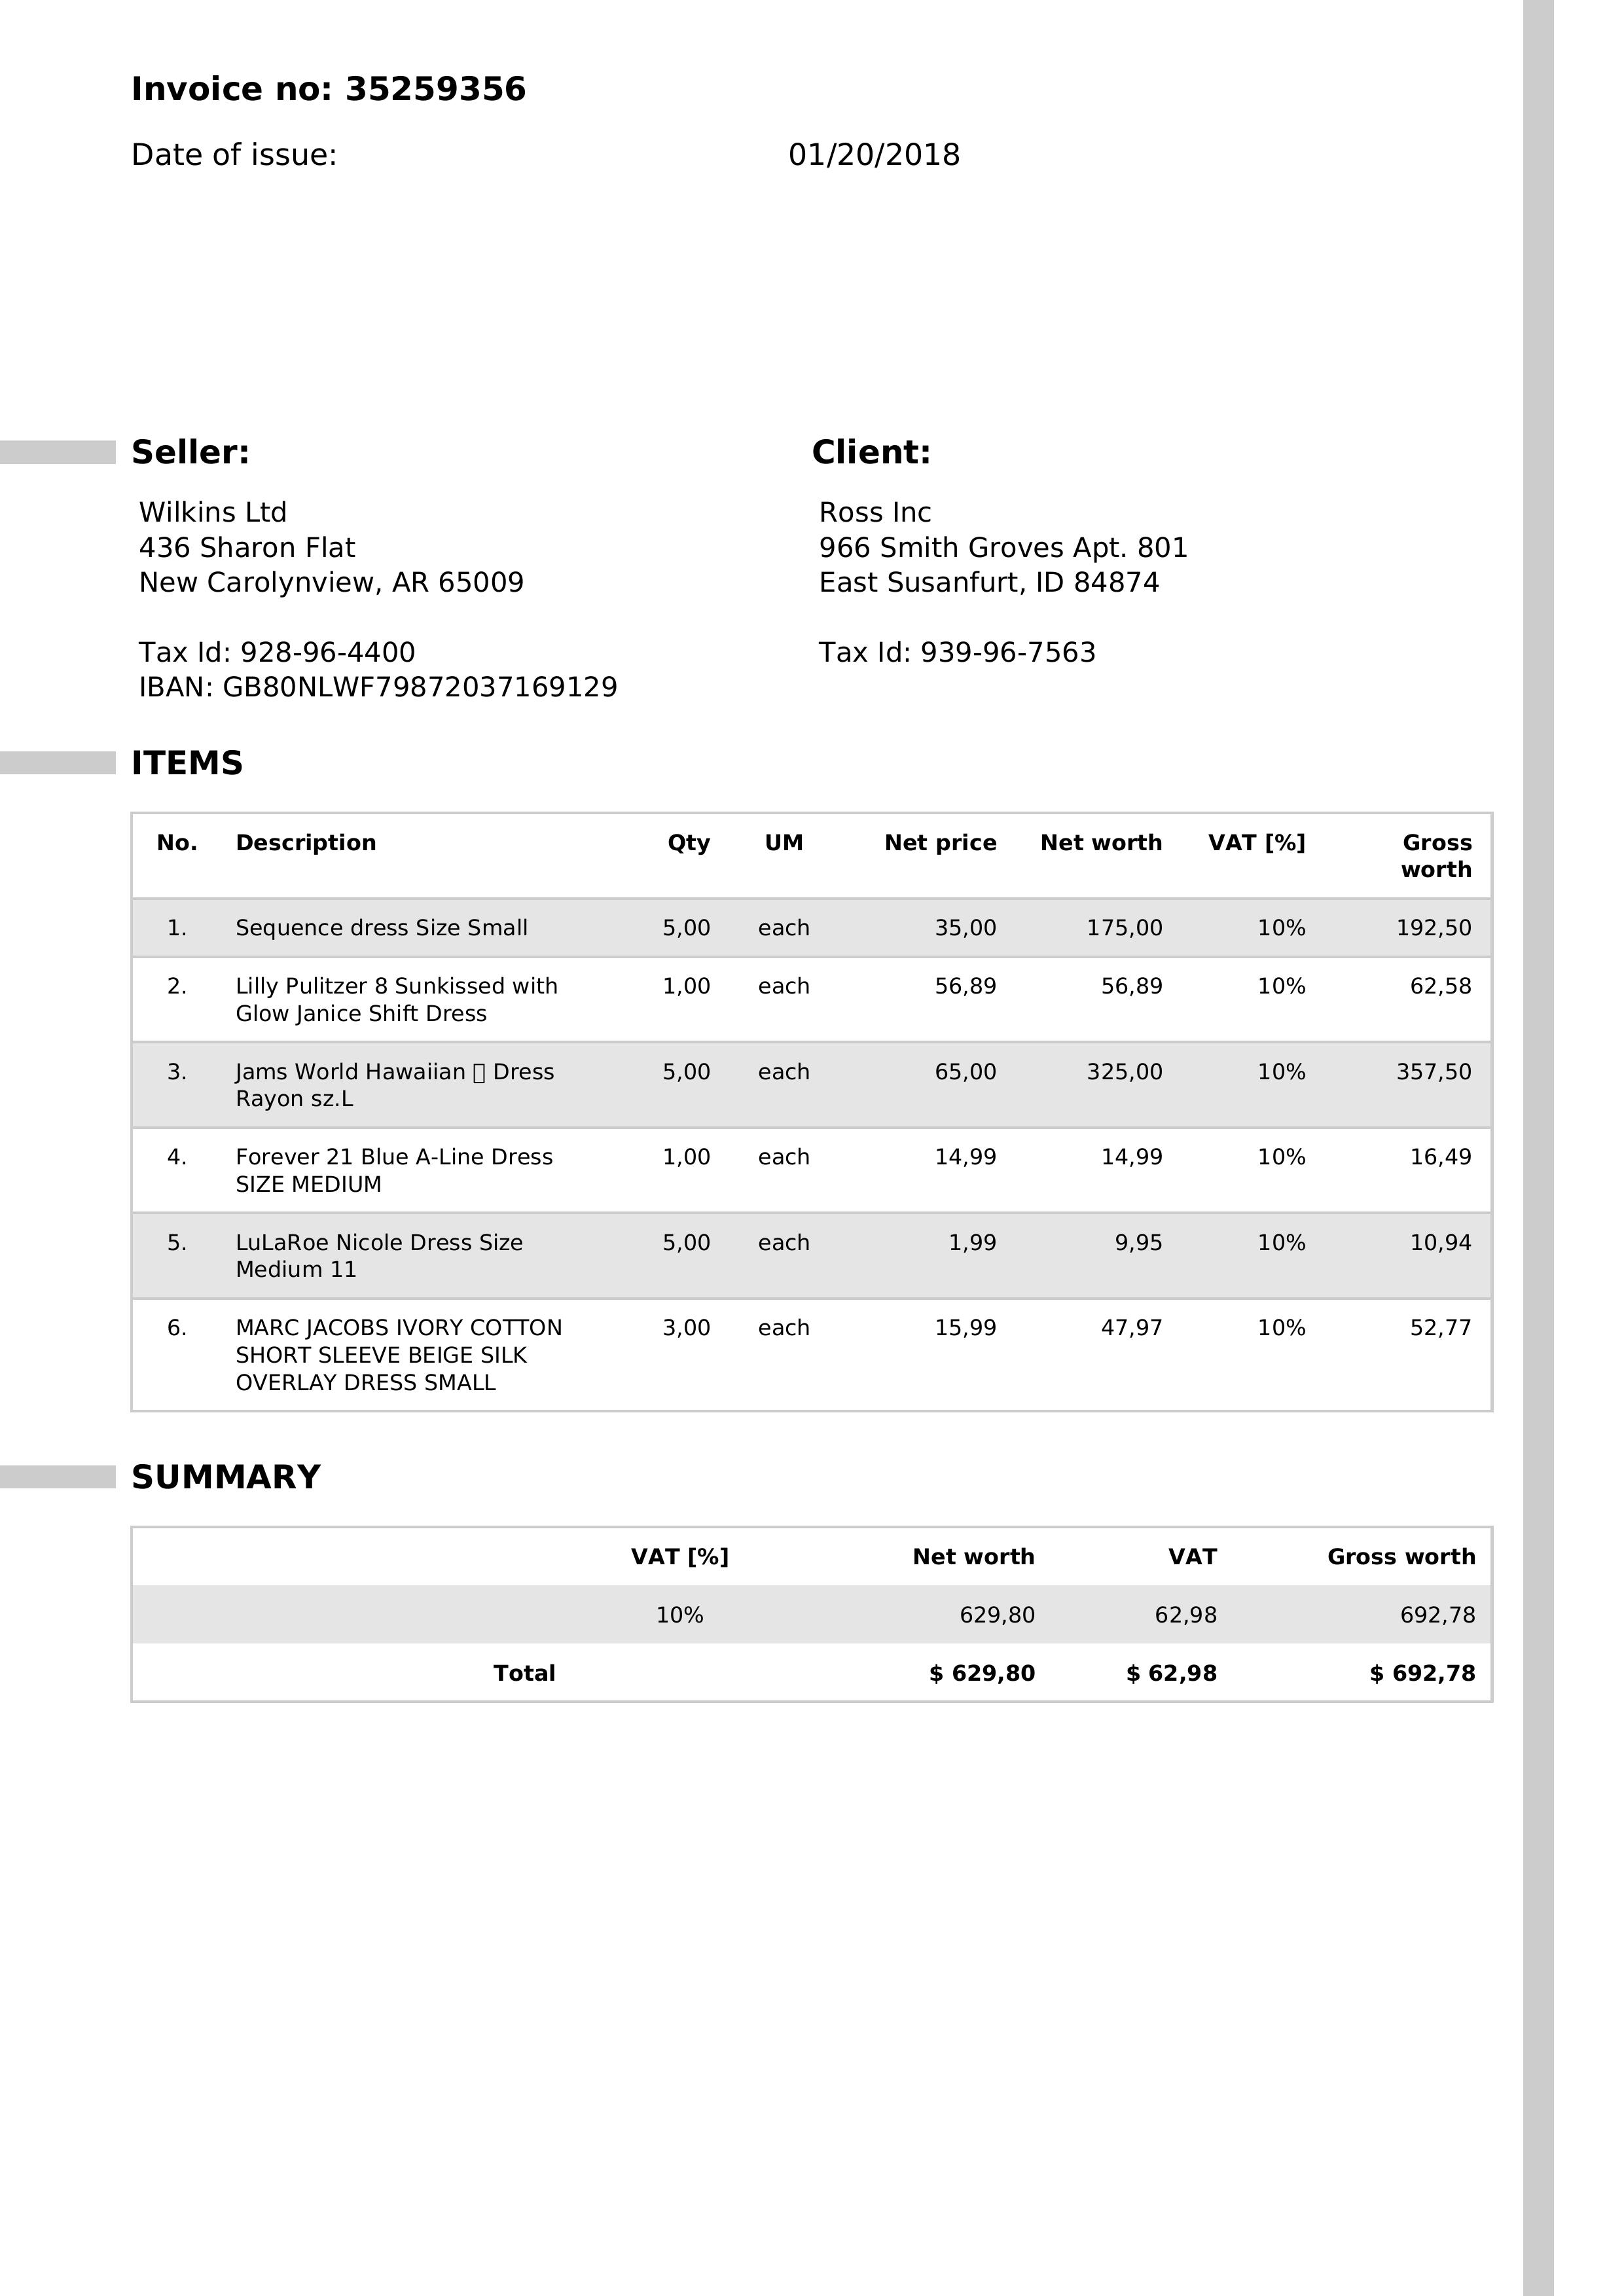 Invoice no: 35259356
Date of issue: 01/20/2018
Seller:
Wilkins Ltd
436 Sharon Flat
New Carolynview, AR 65009
Tax Id: 928-96-4400
IBAN: GB80NLWF79872037169129
Client:
Ross Inc
966 Smith Groves Apt. 801
East Susanfurt, ID 84874
Tax Id: 939-96-7563
ITEMS
No. Description Qty UM Net price Net worth VAT [%] Gross
worth
1. Sequence dress Size Small 5,00 each 35,00 175,00 10% 192,50
2. Lilly Pulitzer 8 Sunkissed with 1,00 each 56,89 56,89 10% 62,58
Glow Janice Shift Dress
3. Jams World Hawaiian ▯ Dress 5,00 each 65,00 325,00 10% 357,50
Rayon sz.L
4. Forever 21 Blue A-Line Dress 1,00 each 14,99 14,99 10% 16,49
SIZE MEDIUM
5. LuLaRoe Nicole Dress Size 5,00 each 1,99 9,95 10% 10,94
Medium 11
6. MARC JACOBS IVORY COTTON 3,00 each 15,99 47,97 10% 52,77
SHORT SLEEVE BEIGE SILK
OVERLAY DRESS SMALL
SUMMARY
VAT [%] Net worth VAT Gross worth
10% 629,80 62,98 692,78
Total $ 629,80 $ 62,98 $ 692,78